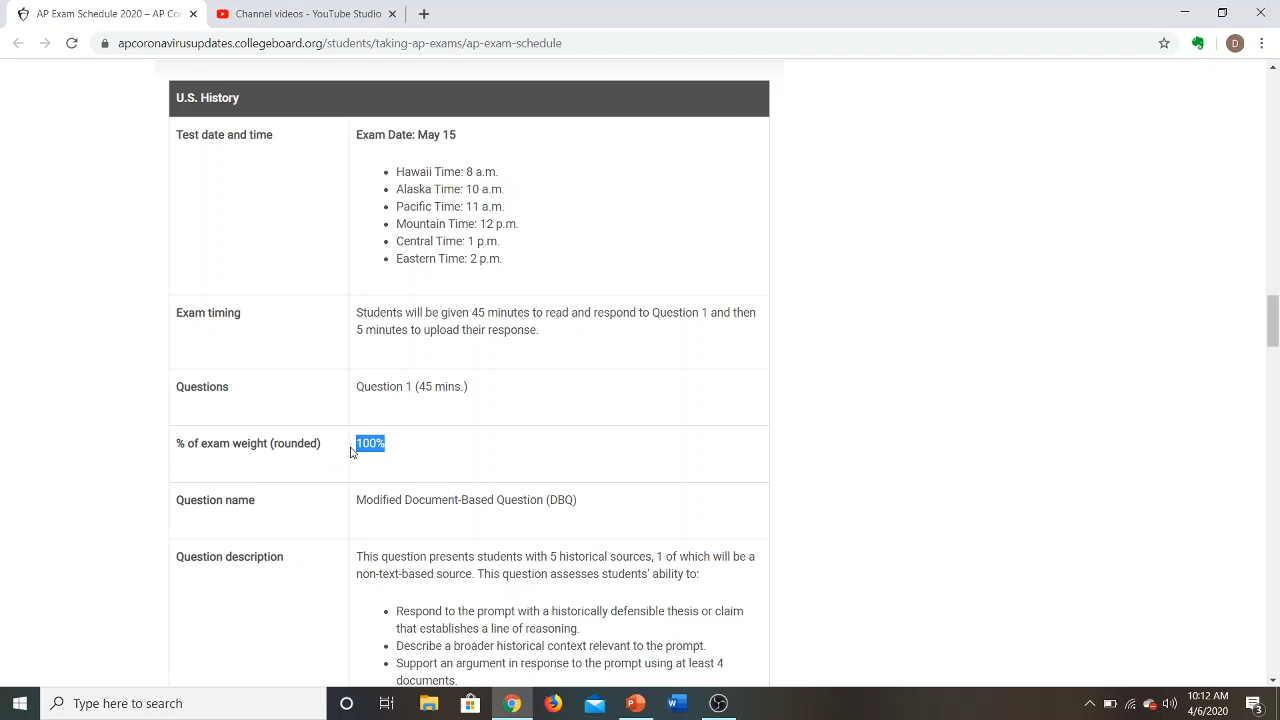 AP Exam Schedule 2020 – AP Cor
Channel videos - YouTube Studio
apcoronavirusupdates.collegeboard.org/students/taking-ap-exams/ap-exam-schedule
D
U.S. History
Test date and time
Exam Date: May 15
Hawaii Time: 8 a.m.
Alaska Time: 10 a.m.
Pacific Time: 11 a.m.
Mountain Time: 12 p.m.
Central Time: 1 p.m.
Eastern Time: 2 p.m.
Exam timing
Students will be given 45 minutes to read and respond to Question 1 and then
5 minutes to upload their response.
Questions
Question 1 (45 mins.)
% of exam weight (rounded)
100%
Question name
Modified Document-Based Question (DBQ)
Question description
This question presents students with 5 historical sources, 1 of which will be a
non-text-based source. This question assesses students’ ability to:
Respond to the prompt with a historically defensible thesis or claim
that establishes a line of reasoning.
Describe a broader historical context relevant to the prompt.
Support an argument in response to the prompt using at least 4
documents.
Type here to search
10:12 AM
4/6/2020
3